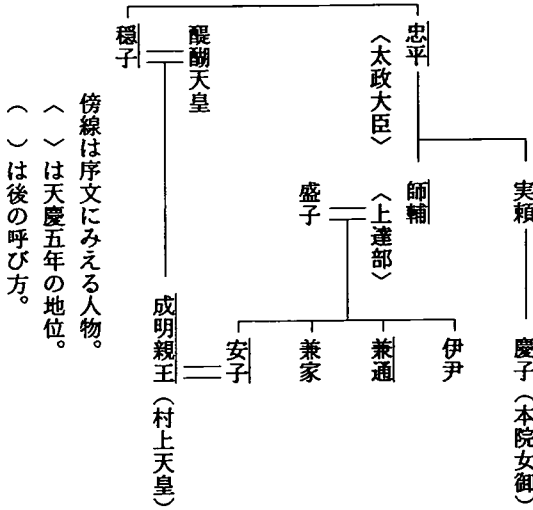 忠平
〈太政大臣〉
醍醐天皇
穏子
実頼
師輔
〈上達部〉
盛子
慶子(本院女御)
伊尹
兼通
兼家
安子
成明親王(村上天皇)
傍線は序文にみえる人物。
〈 〉は天慶五年の地位。
( )は後の呼び方。